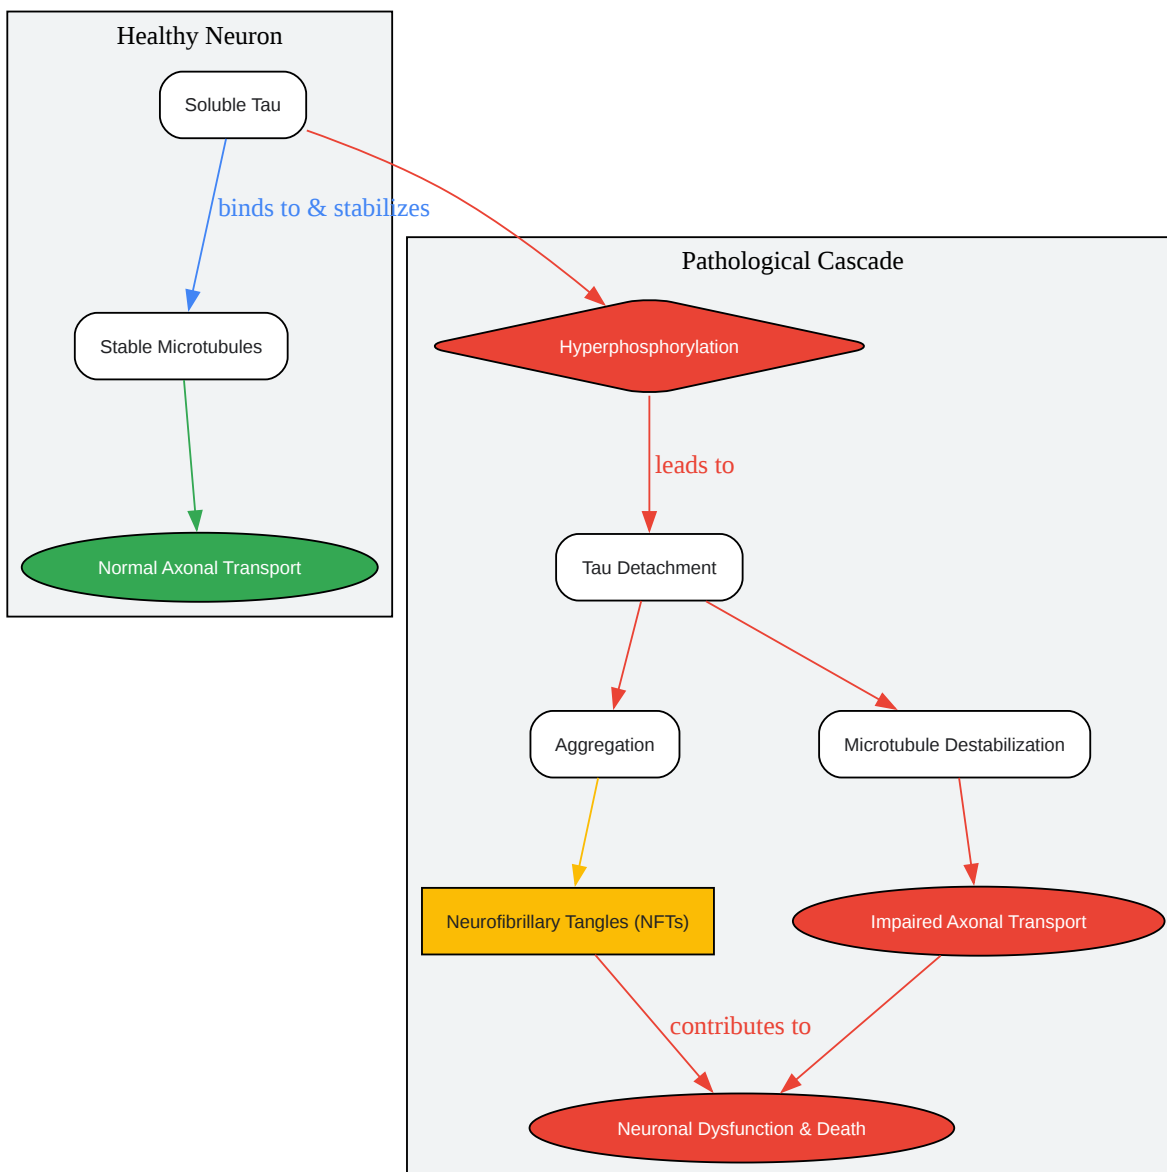 Healthy Neuron
Soluble Tau
binds to & stabilizes
Stable Microtubules
Normal Axonal Transport
Pathological Cascade
Hyperphosphorylation
leads to
Tau Detachment
Aggregation
Microtubule Destabilization
Neurofibrillary Tangles (NFTs)
Impaired Axonal Transport
contributes to
Neuronal Dysfunction & Death